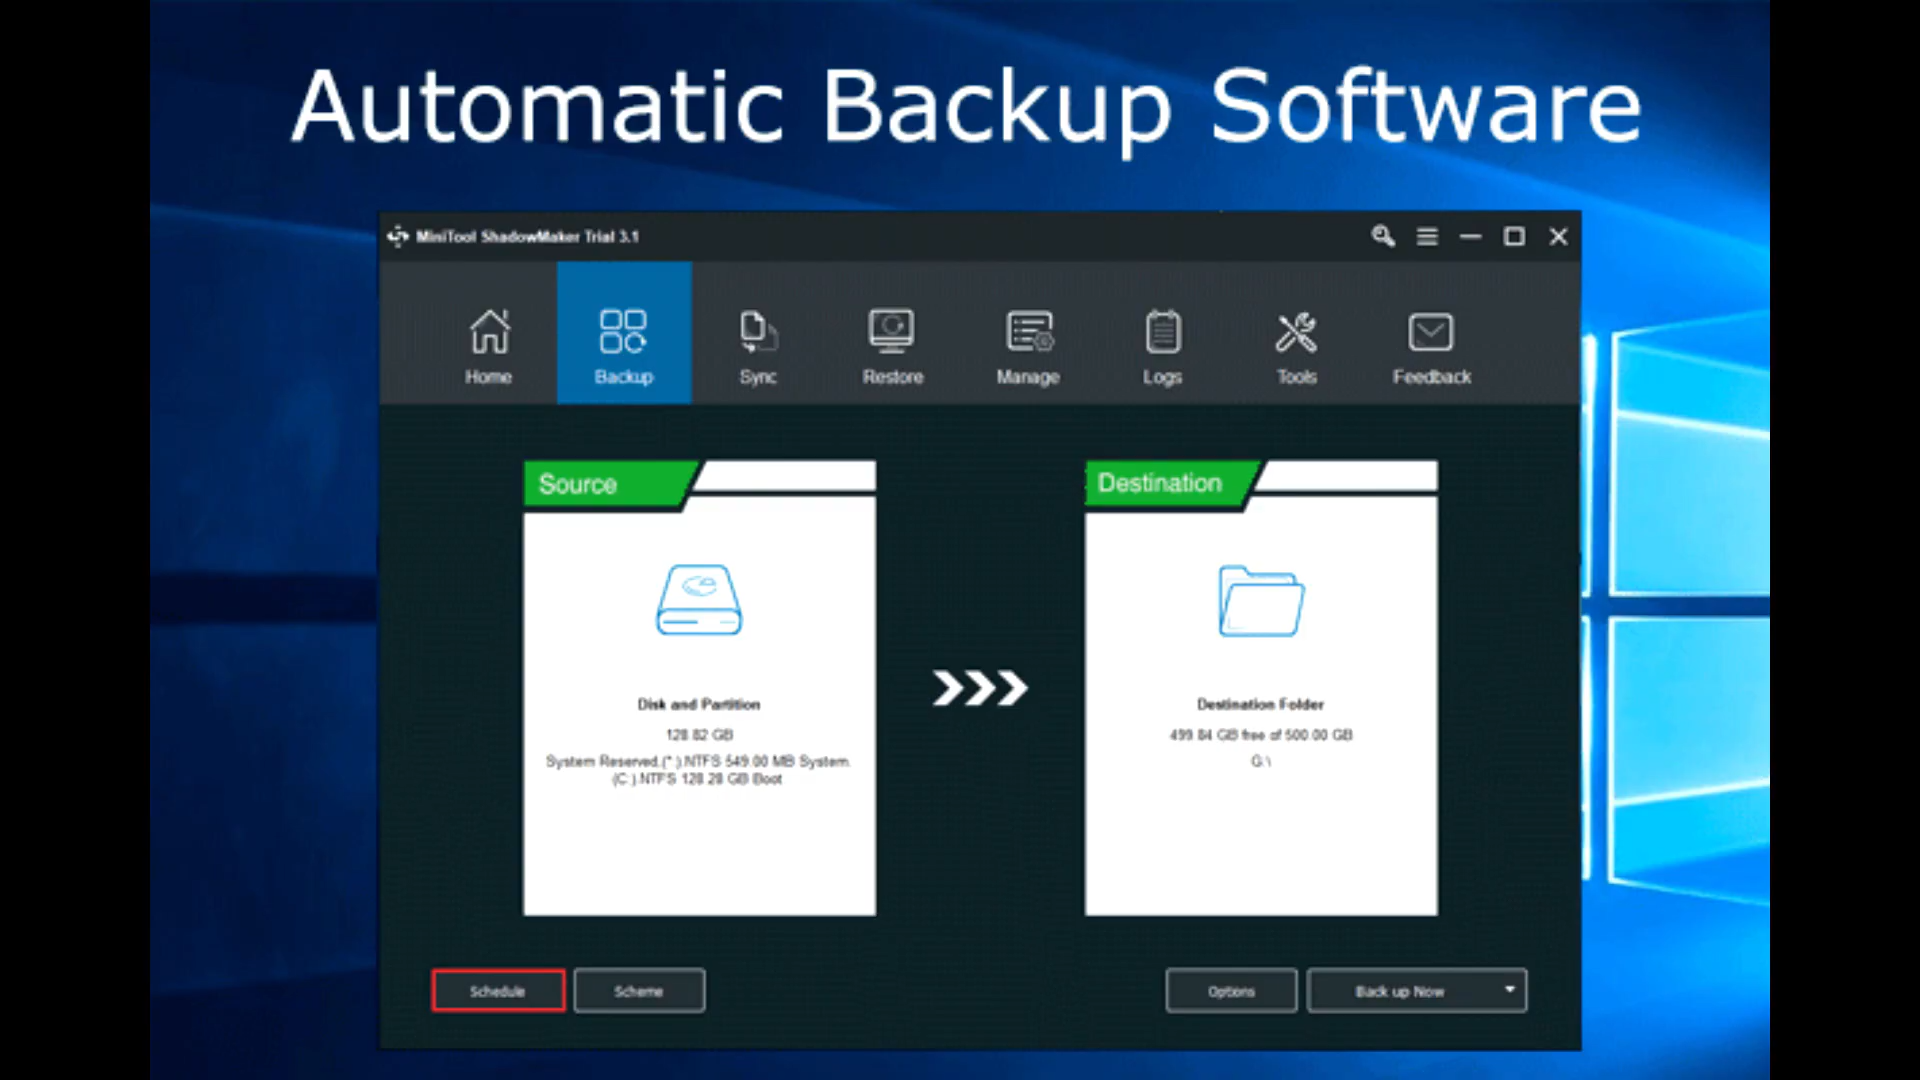 Automatic Backup Software
MiniTool ShadowMaker Trial 3.1
Home
Backup
Sync
Restore
Manage
Logs
Tools
Feedback
Source
Destination
Disk and Partition
128.82 GB
System Reserved.(*:).NTFS 549.00 MB System.
(C:).NTFS 128.28 GB Boot
Destination Folder
499.84 GB free of 500.00 GB
G:\
Schedule
Scheme
Options
Back up Now